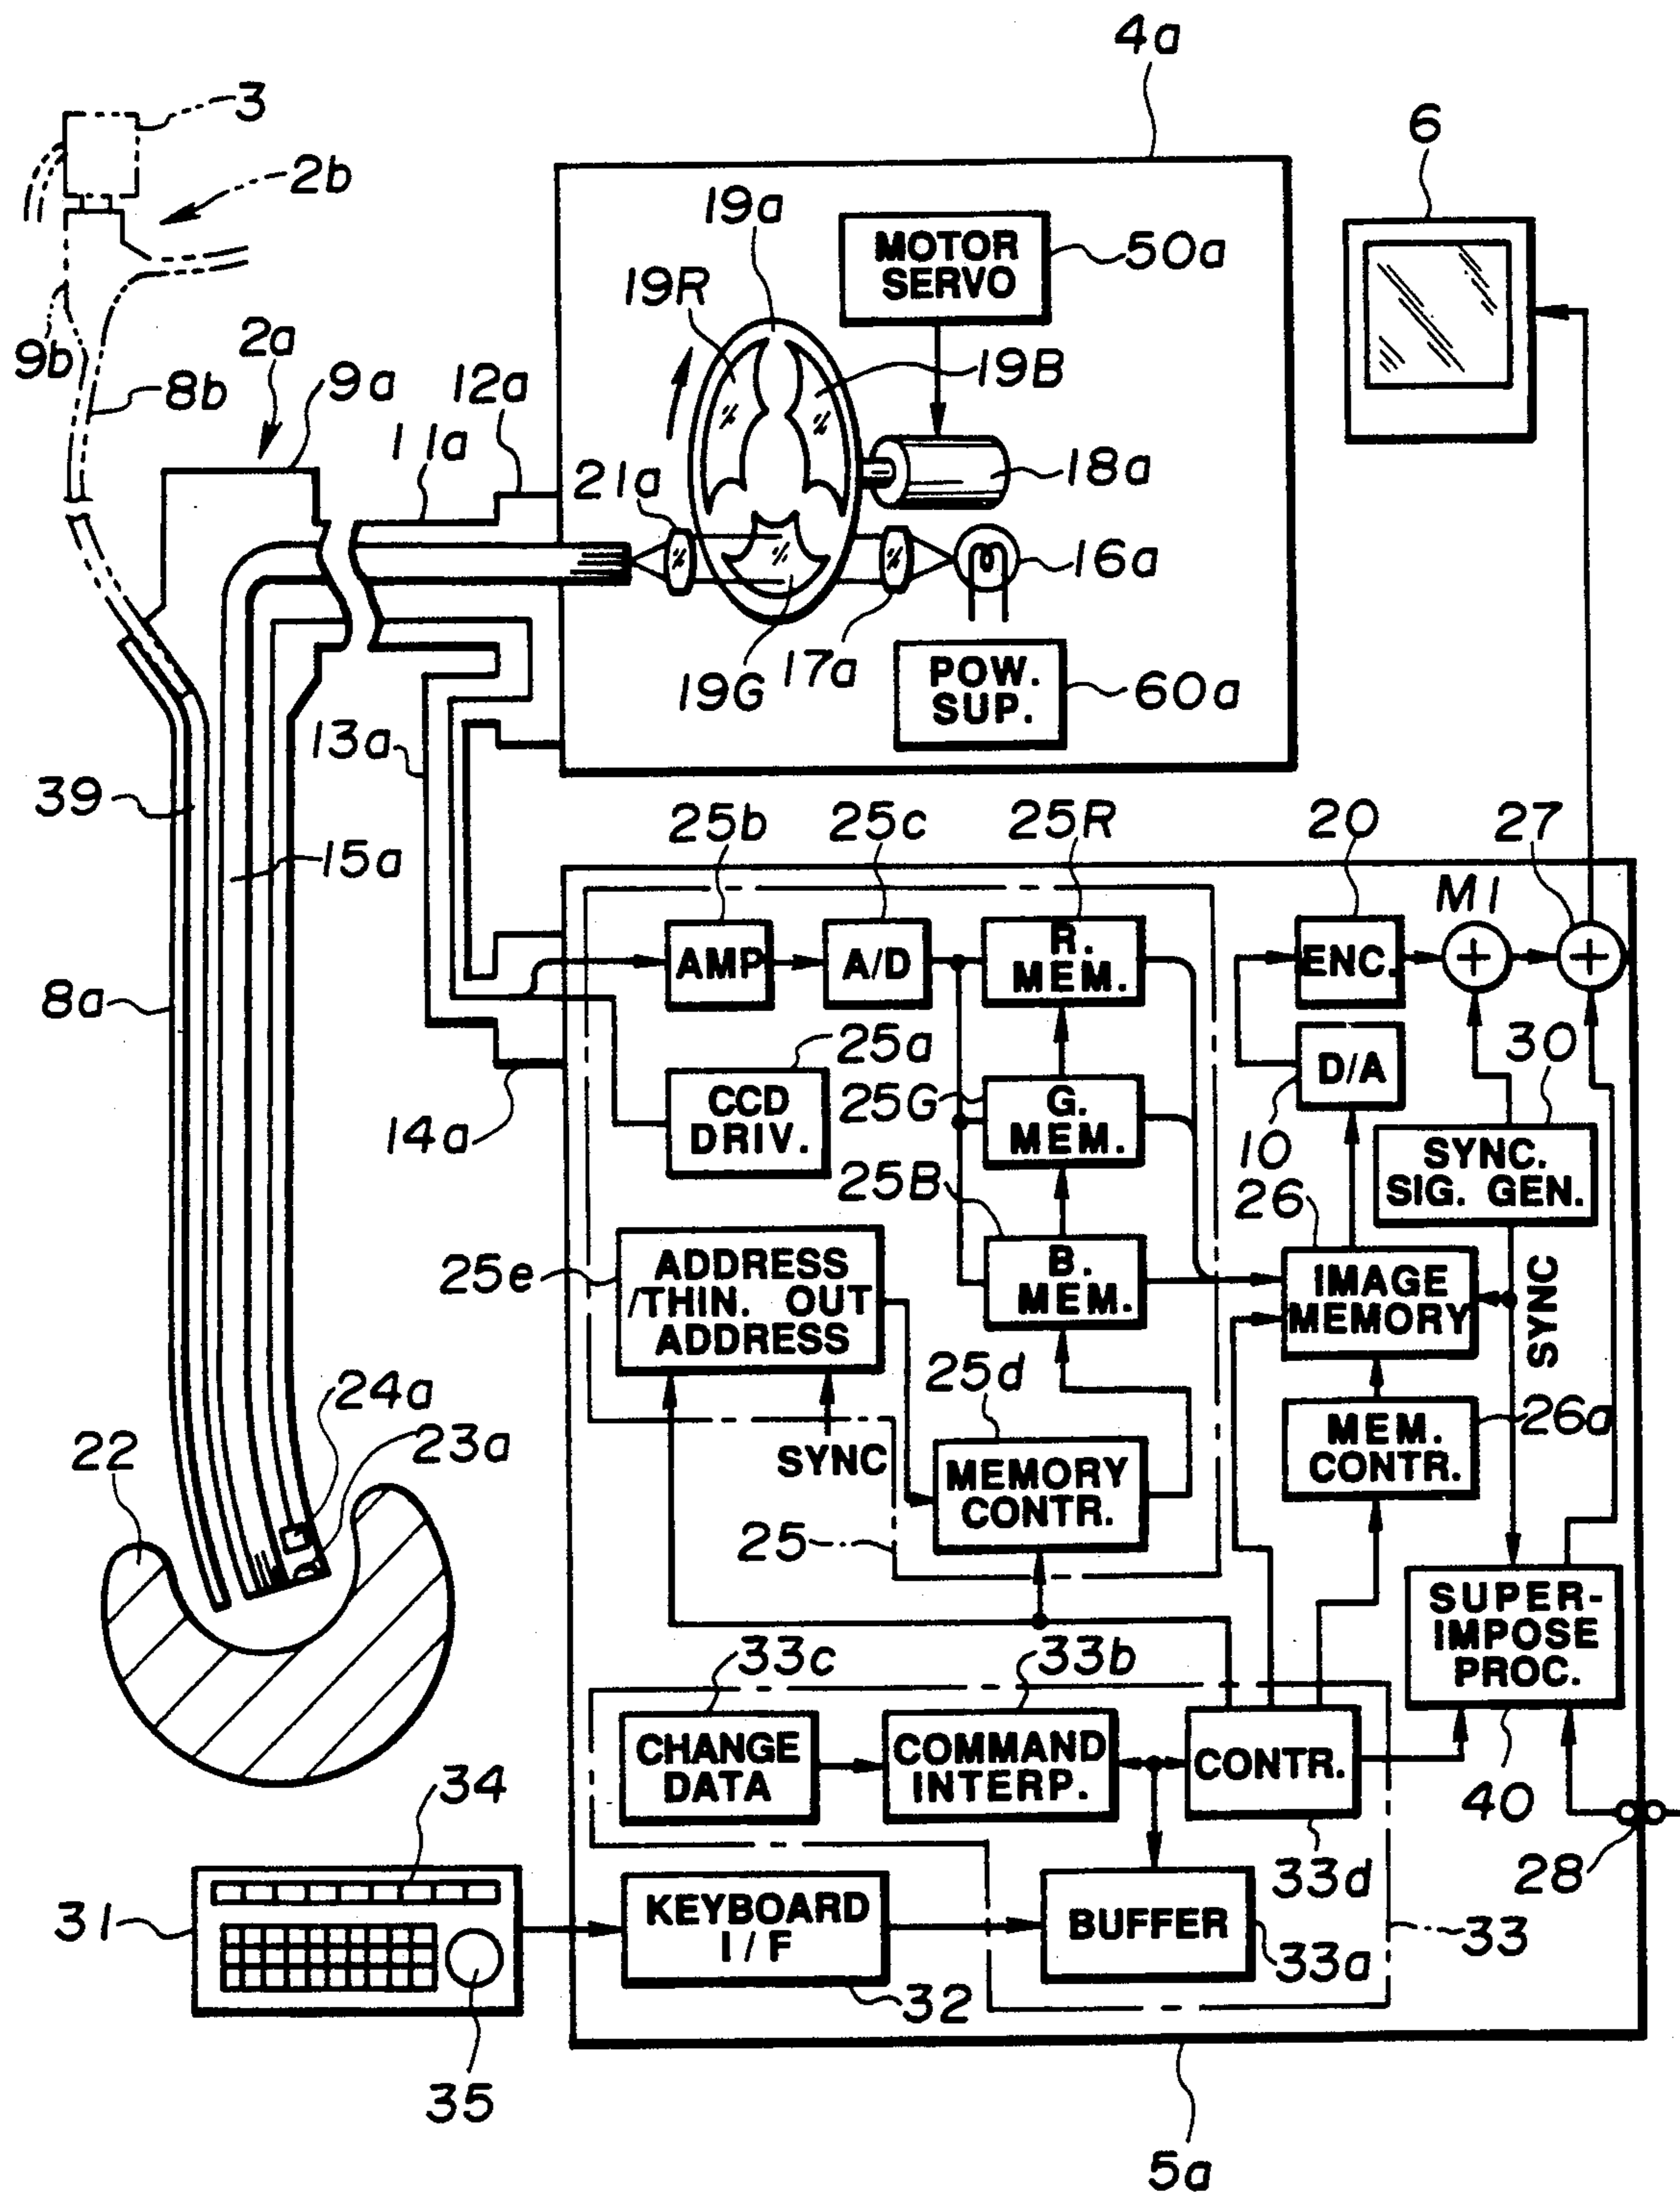 4a
3
6
2b
19a
MOTOR
SERVO
50a
19R
9b
2a
19B
8b
9a
12a
11a
21a
18a
16a
19G
17a
POW.
SUP.
60a
13a
39
15a
25b
25c
25R
20
27
M1
AMP
A/D
R.
MEM.
ENC.
8a
25a
30
CCD
DRIV.
25G
G.
MEM.
D/A
14a
10
25B
26
SYNC.
SIG. GEN.
25e
ADDRESS
/THIN. OUT
ADDRESS
B.
MEM.
IMAGE
MEMORY
SYNC
25d
24a
23a
22
SYNC
MEM.
CONTR.
26a
MEMORY
CONTR.
25
SUPER-
IMPOSE
PROC.
33c
33b
CHANGE
DATA
COMMAND
INTERP.
CONTR.
40
34
28
33d
31
KEYBOARD
I/F
BUFFER
33
33a
32
35
5a